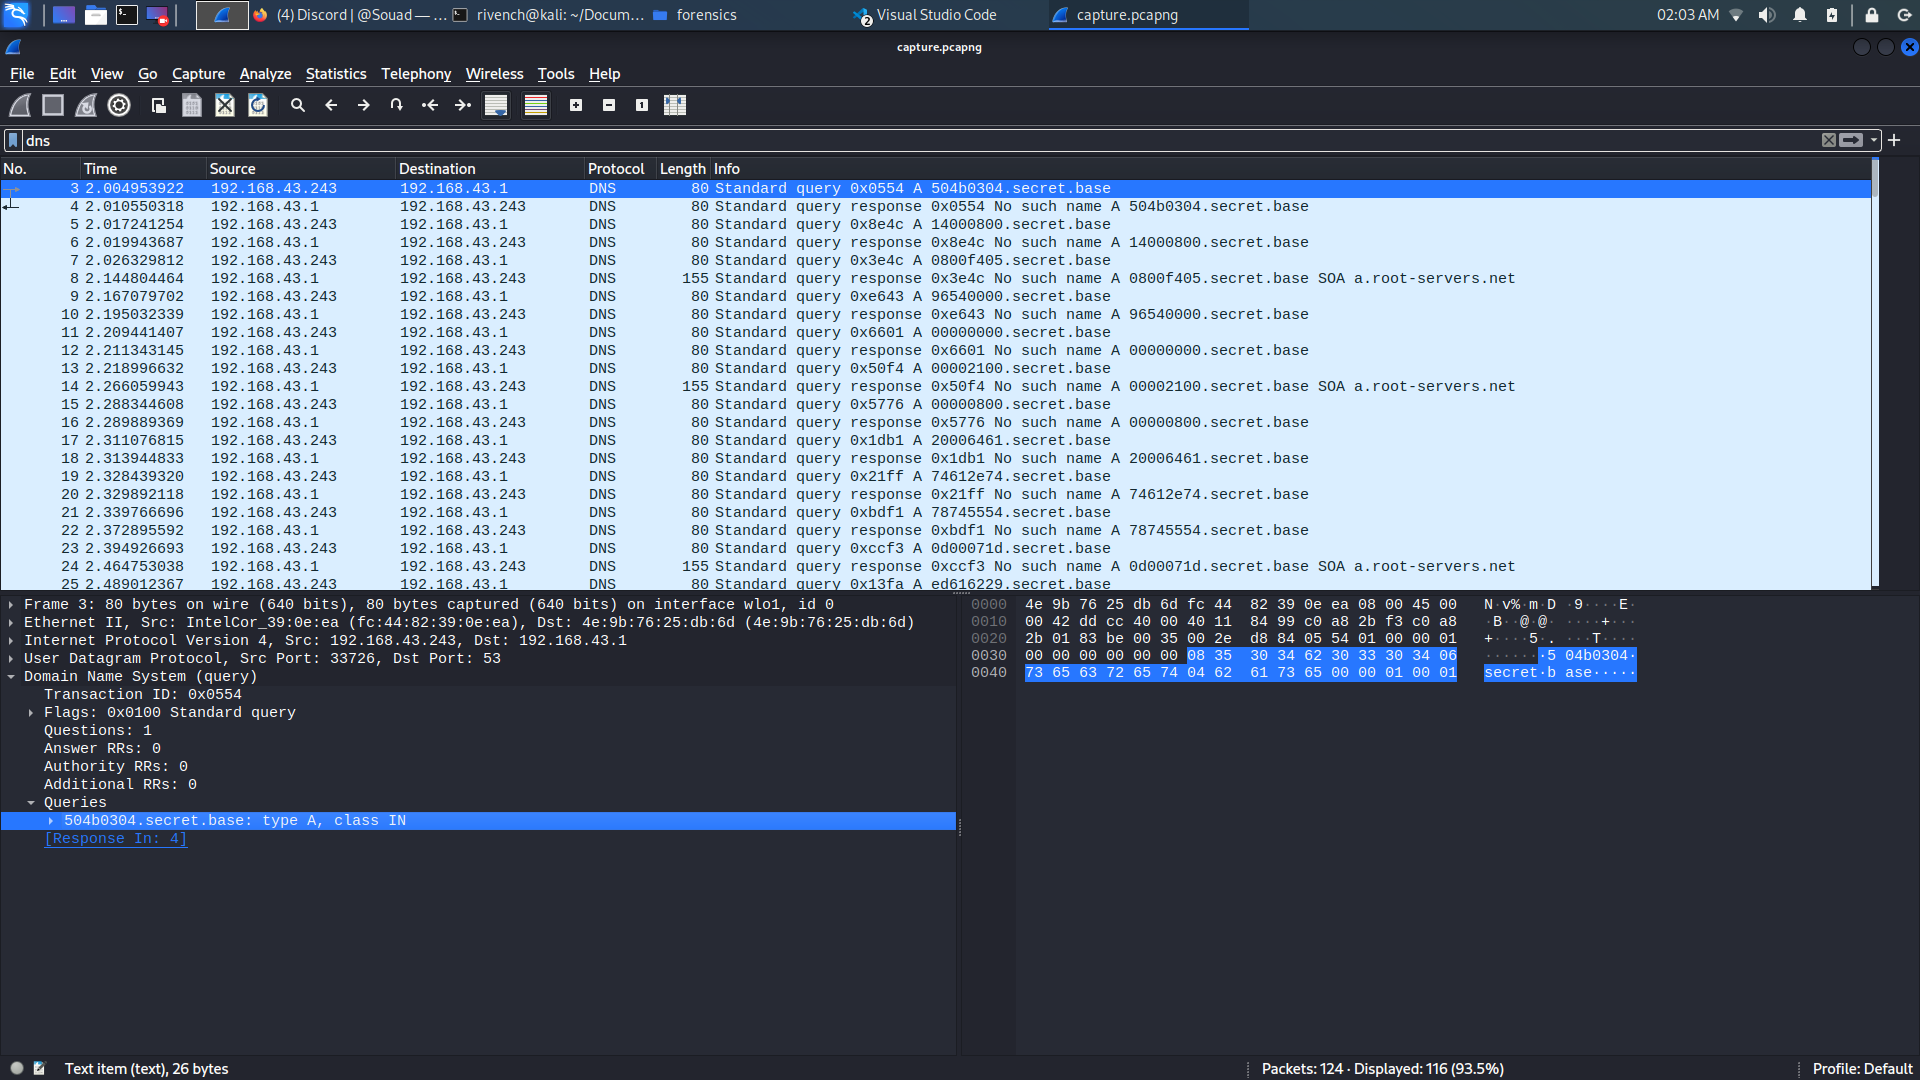 (4) Discord | @Souad — ... rivench@kali: ~/Docum... forensics Visual Studio Code capture.pcapng 02:03 AM
2
capture.pcapng
File Edit View Go Capture Analyze Statistics Telephony Wireless Tools Help
dns
No. Time Source Destination Protocol Length Info
3 2.004953922 192.168.43.243 192.168.43.1 DNS 80 Standard query 0x0554 A 504b0304.secret.base
4 2.010550318 192.168.43.1 192.168.43.243 DNS 80 Standard query response 0x0554 No such name A 504b0304.secret.base
5 2.017241254 192.168.43.243 192.168.43.1 DNS 80 Standard query 0x8e4c A 14000800.secret.base
6 2.019943687 192.168.43.1 192.168.43.243 DNS 80 Standard query response 0x8e4c No such name A 14000800.secret.base
7 2.026329812 192.168.43.243 192.168.43.1 DNS 80 Standard query 0x3e4c A 0800f405.secret.base
8 2.144804464 192.168.43.1 192.168.43.243 DNS 155 Standard query response 0x3e4c No such name A 0800f405.secret.base SOA a.root-servers.net
9 2.167079702 192.168.43.243 192.168.43.1 DNS 80 Standard query 0xe643 A 96540000.secret.base
10 2.195032339 192.168.43.1 192.168.43.243 DNS 80 Standard query response 0xe643 No such name A 96540000.secret.base
11 2.209441407 192.168.43.243 192.168.43.1 DNS 80 Standard query 0x6601 A 00000000.secret.base
12 2.211343145 192.168.43.1 192.168.43.243 DNS 80 Standard query response 0x6601 No such name A 00000000.secret.base
13 2.218996632 192.168.43.243 192.168.43.1 DNS 80 Standard query 0x50f4 A 00002100.secret.base
14 2.266059943 192.168.43.1 192.168.43.243 DNS 155 Standard query response 0x50f4 No such name A 00002100.secret.base SOA a.root-servers.net
15 2.288344608 192.168.43.243 192.168.43.1 DNS 80 Standard query 0x5776 A 00000800.secret.base
16 2.289889369 192.168.43.1 192.168.43.243 DNS 80 Standard query response 0x5776 No such name A 00000800.secret.base
17 2.311076815 192.168.43.243 192.168.43.1 DNS 80 Standard query 0x1db1 A 20006461.secret.base
18 2.313944833 192.168.43.1 192.168.43.243 DNS 80 Standard query response 0x1db1 No such name A 20006461.secret.base
19 2.328439320 192.168.43.243 192.168.43.1 DNS 80 Standard query 0x21ff A 74612e74.secret.base
20 2.329892118 192.168.43.1 192.168.43.243 DNS 80 Standard query response 0x21ff No such name A 74612e74.secret.base
21 2.339766696 192.168.43.243 192.168.43.1 DNS 80 Standard query 0xbdf1 A 78745554.secret.base
22 2.372895592 192.168.43.1 192.168.43.243 DNS 80 Standard query response 0xbdf1 No such name A 78745554.secret.base
23 2.394926693 192.168.43.243 192.168.43.1 DNS 80 Standard query 0xccf3 A 0d00071d.secret.base
24 2.464753038 192.168.43.1 192.168.43.243 DNS 155 Standard query response 0xccf3 No such name A 0d00071d.secret.base SOA a.root-servers.net
25 2.489012367 192.168.43.243 192.168.43.1 DNS 80 Standard query 0x13fa A ed616229.secret.base
Frame 3: 80 bytes on wire (640 bits), 80 bytes captured (640 bits) on interface wlo1, id 0
Ethernet II, Src: IntelCor_39:0e:ea (fc:44:82:39:0e:ea), Dst: 4e:9b:76:25:db:6d (4e:9b:76:25:db:6d)
Internet Protocol Version 4, Src: 192.168.43.243, Dst: 192.168.43.1
User Datagram Protocol, Src Port: 33726, Dst Port: 53
Domain Name System (query)
Transaction ID: 0x0554
Flags: 0x0100 Standard query
Questions: 1
Answer RRs: 0
Authority RRs: 0
Additional RRs: 0
Queries
504b0304.secret.base: type A, class IN
[Response In: 4]
0000 4e 9b 76 25 db 6d fc 44 82 39 0e ea 08 00 45 00 N·v%·m·D ·9····E·
0010 00 42 dd cc 40 00 40 11 84 99 c0 a8 2b f3 c0 a8 ·B··@·@· ····+···
0020 2b 01 83 be 00 35 00 2e d8 84 05 54 01 00 00 01 +····5·. ···T····
0030 00 00 00 00 00 00 08 35 30 34 62 30 33 30 34 06 ·······5 04b0304·
0040 73 65 63 72 65 74 04 62 61 73 65 00 00 01 00 01 secret·b ase·····
Text item (text), 26 bytes Packets: 124 · Displayed: 116 (93.5%) Profile: Default